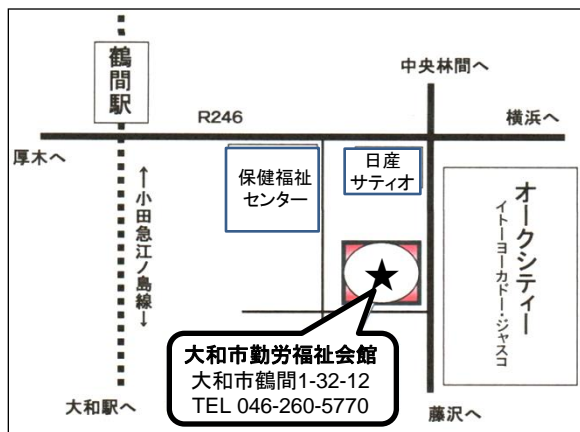 鶴間駅
中央林間へ
R246
横浜へ
厚木へ
保健福祉
センター
日産
サティオ
オークシティー
イトーヨーカドー・ジャスコ
←小田急江ノ島線→
大和市勤労福祉会館
大和市鶴間1-32-12
TEL 046-260-5770
大和駅へ
藤沢へ